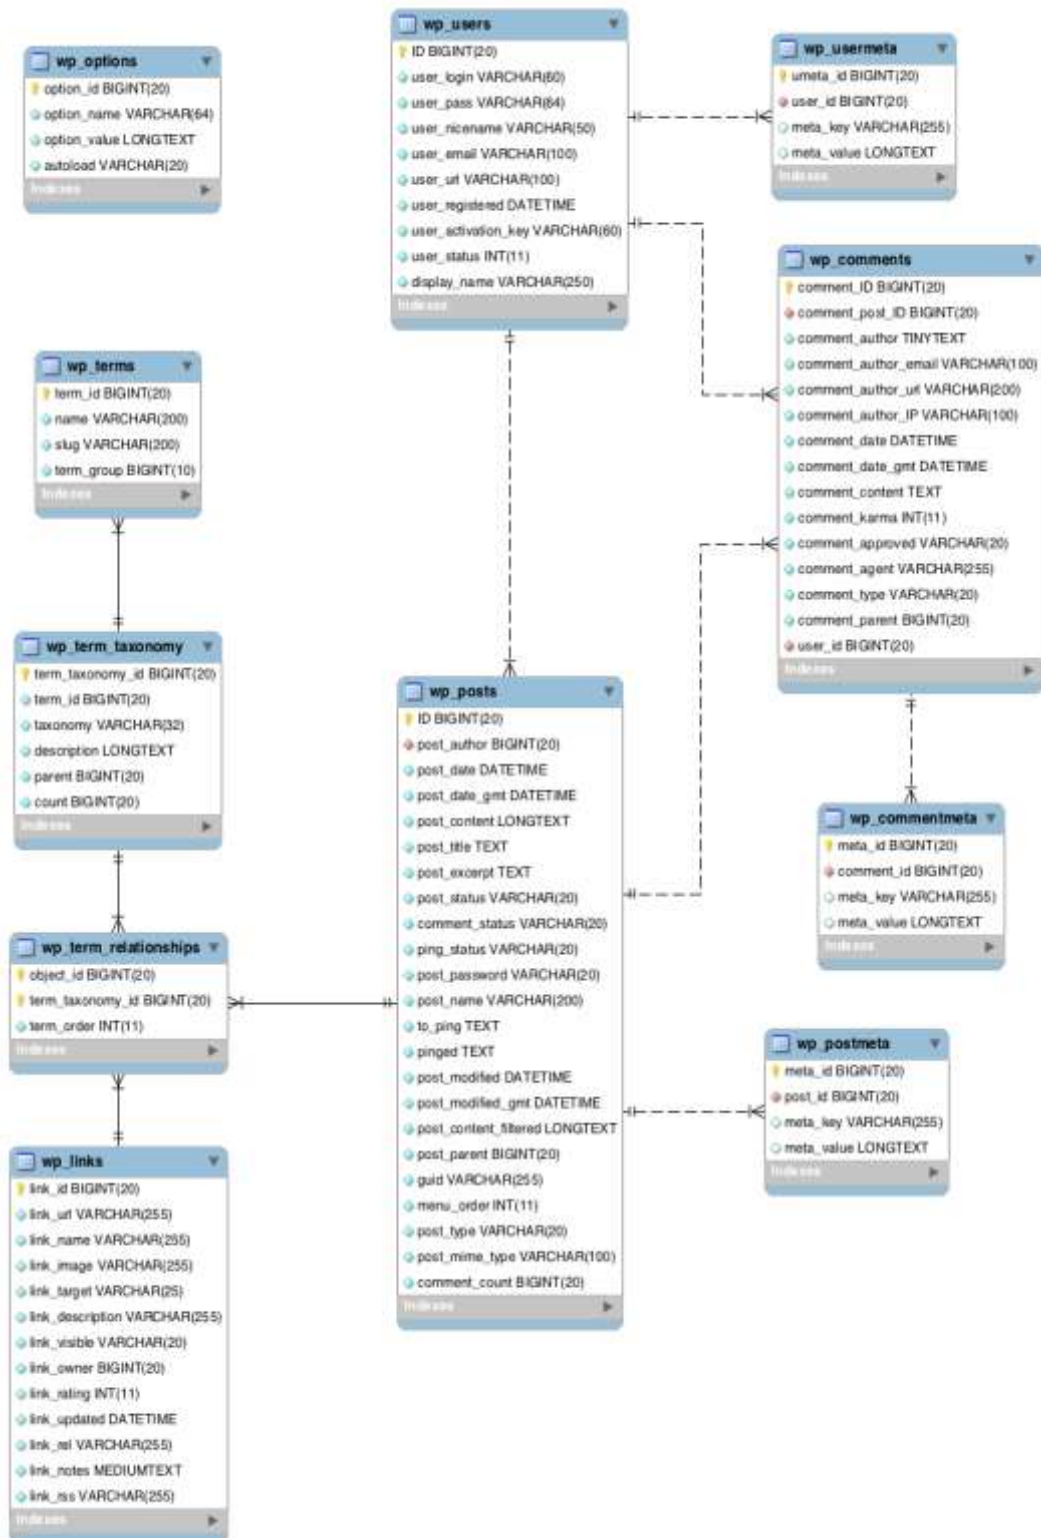 wp_options
option_id BIGINT(20)
option_name VARCHAR(64)
option_value LONGTEXT
autoload VARCHAR(20)
Indexes
wp_users
ID BIGINT(20)
user_login VARCHAR(60)
user_pass VARCHAR(64)
user_nicename VARCHAR(50)
user_email VARCHAR(100)
user_url VARCHAR(100)
user_registered DATETIME
user_activation_key VARCHAR(60)
user_status INT(11)
display_name VARCHAR(250)
Indexes
wp_usermeta
umeta_id BIGINT(20)
user_id BIGINT(20)
meta_key VARCHAR(255)
meta_value LONGTEXT
Indexes
wp_comments
comment_ID BIGINT(20)
comment_post_ID BIGINT(20)
comment_author TINYTEXT
comment_author_email VARCHAR(100)
comment_author_url VARCHAR(200)
comment_author_IP VARCHAR(100)
comment_date DATETIME
comment_date_gmt DATETIME
comment_content TEXT
comment_karma INT(11)
comment_approved VARCHAR(20)
comment_agent VARCHAR(255)
comment_type VARCHAR(20)
comment_parent BIGINT(20)
user_id BIGINT(20)
Indexes
wp_terms
term_id BIGINT(20)
name VARCHAR(200)
slug VARCHAR(200)
term_group BIGINT(10)
Indexes
wp_term_taxonomy
term_taxonomy_id BIGINT(20)
term_id BIGINT(20)
taxonomy VARCHAR(32)
description LONGTEXT
parent BIGINT(20)
count BIGINT(20)
Indexes
wp_posts
ID BIGINT(20)
post_author BIGINT(20)
post_date DATETIME
post_date_gmt DATETIME
post_content LONGTEXT
post_title TEXT
post_excerpt TEXT
post_status VARCHAR(20)
comment_status VARCHAR(20)
ping_status VARCHAR(20)
post_password VARCHAR(20)
post_name VARCHAR(200)
to_ping TEXT
pinged TEXT
post_modified DATETIME
post_modified_gmt DATETIME
post_content_filtered LONGTEXT
post_parent BIGINT(20)
guid VARCHAR(255)
menu_order INT(11)
post_type VARCHAR(20)
post_mime_type VARCHAR(100)
comment_count BIGINT(20)
Indexes
wp_commentmeta
meta_id BIGINT(20)
comment_id BIGINT(20)
meta_key VARCHAR(255)
meta_value LONGTEXT
Indexes
wp_term_relationships
object_id BIGINT(20)
term_taxonomy_id BIGINT(20)
term_order INT(11)
Indexes
wp_postmeta
meta_id BIGINT(20)
post_id BIGINT(20)
meta_key VARCHAR(255)
meta_value LONGTEXT
Indexes
wp_links
link_id BIGINT(20)
link_url VARCHAR(255)
link_name VARCHAR(255)
link_image VARCHAR(255)
link_target VARCHAR(25)
link_description VARCHAR(255)
link_visible VARCHAR(20)
link_owner BIGINT(20)
link_rating INT(11)
link_updated DATETIME
link_rel VARCHAR(255)
link_notes MEDIUMTEXT
link_rss VARCHAR(255)
Indexes